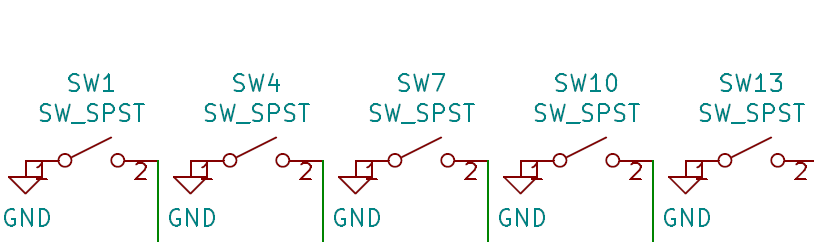 SW1 SW4 SW7 SW10 SW13
SW_SPST SW_SPST SW_SPST SW_SPST SW_SPST
1 2 1 2 1 2 1 2 1 2
GND GND GND GND GND